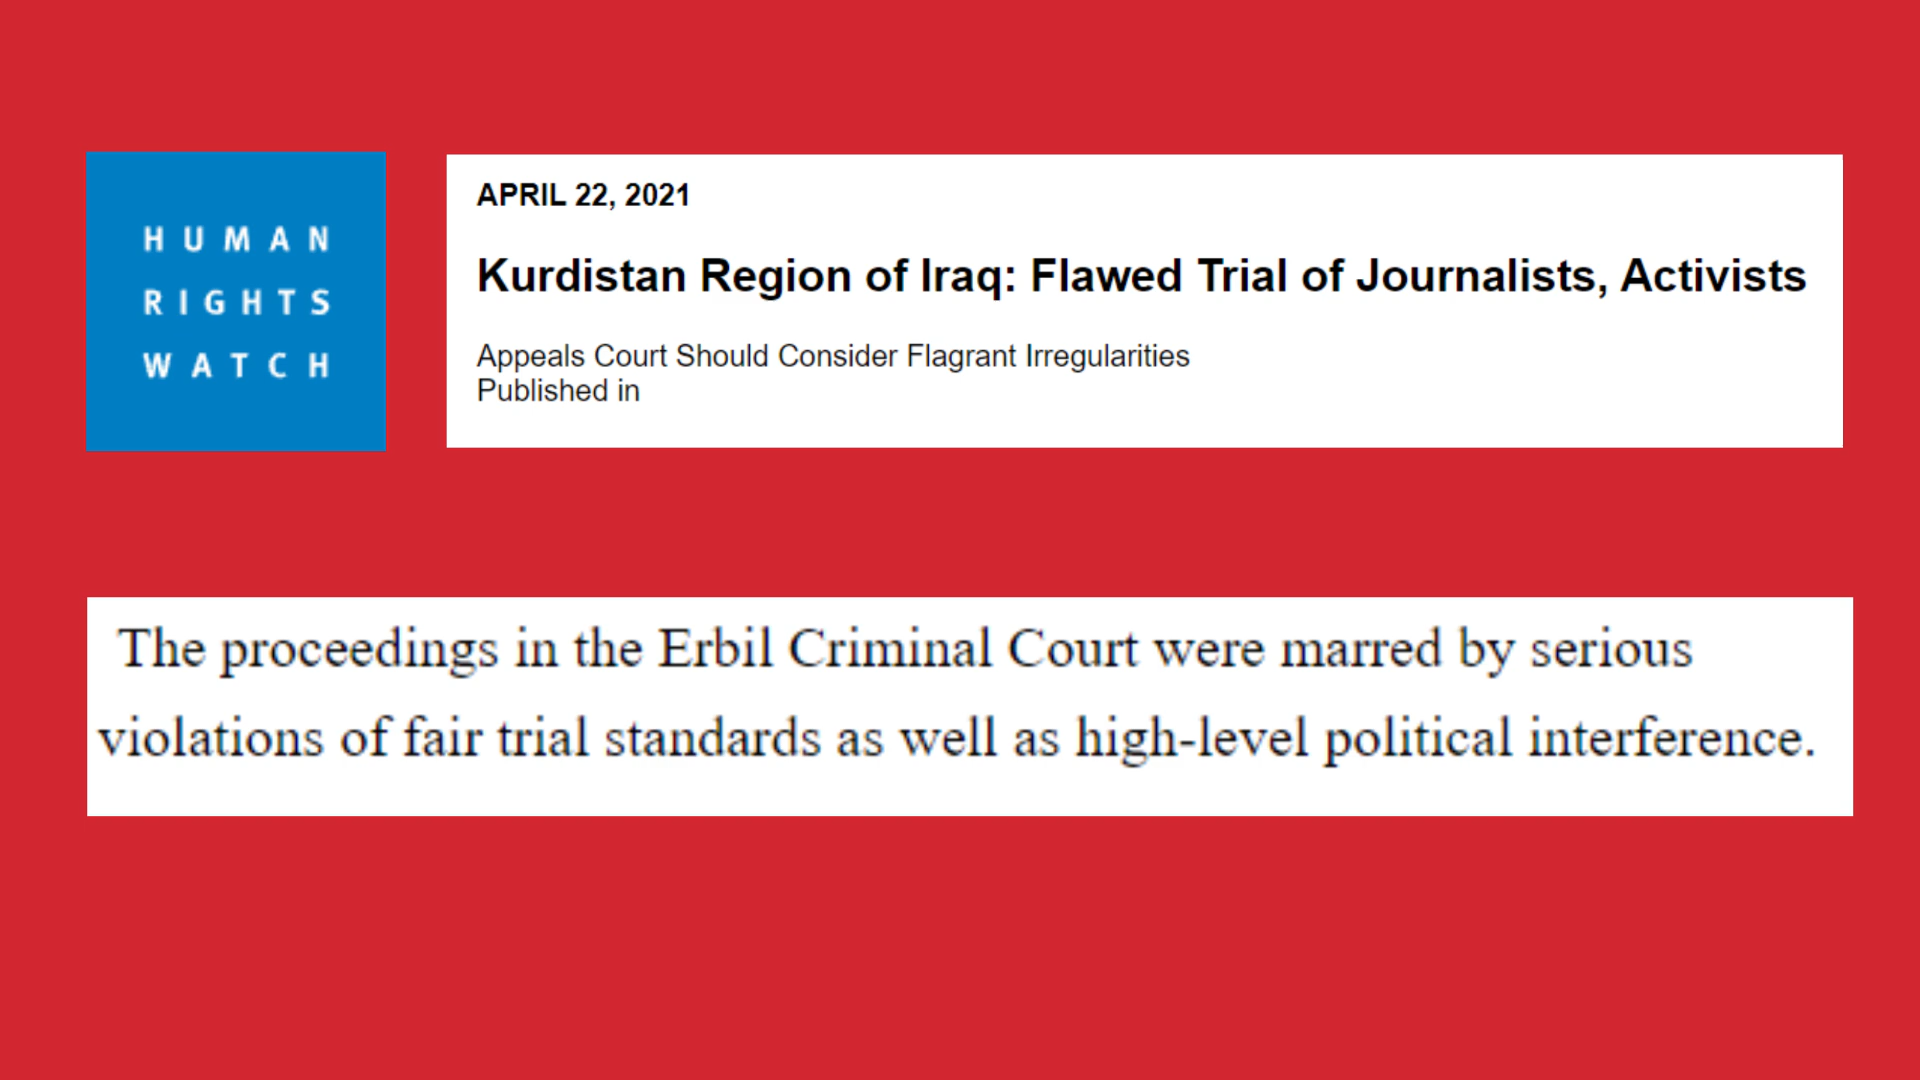 HUMAN
RIGHTS
WATCH
APRIL 22, 2021
Kurdistan Region of Iraq: Flawed Trial of Journalists, Activists
Appeals Court Should Consider Flagrant Irregularities
Published in
The proceedings in the Erbil Criminal Court were marred by serious
violations of fair trial standards as well as high-level political interference.